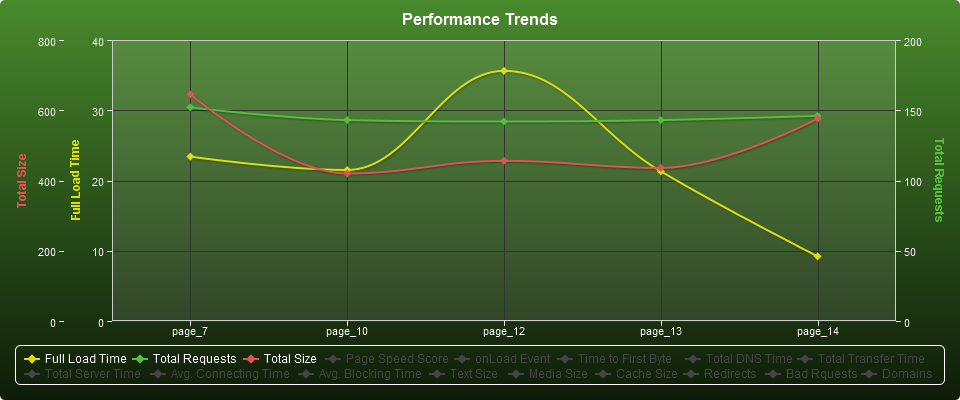 Performance Trends
800 40 200
600 30 150
400 20 100
200 10 50
0 0 0
Total Size
Full Load Time
Total Requests
page_7 page_10 page_12 page_13 page_14
Full Load Time Total Requests Total Size Page Speed Score onLoad Event Time to First Byte Total DNS Time Total Transfer Time
Total Server Time Avg. Connecting Time Avg. Blocking Time Text Size Media Size Cache Size Redirects Bad Rquests Domains